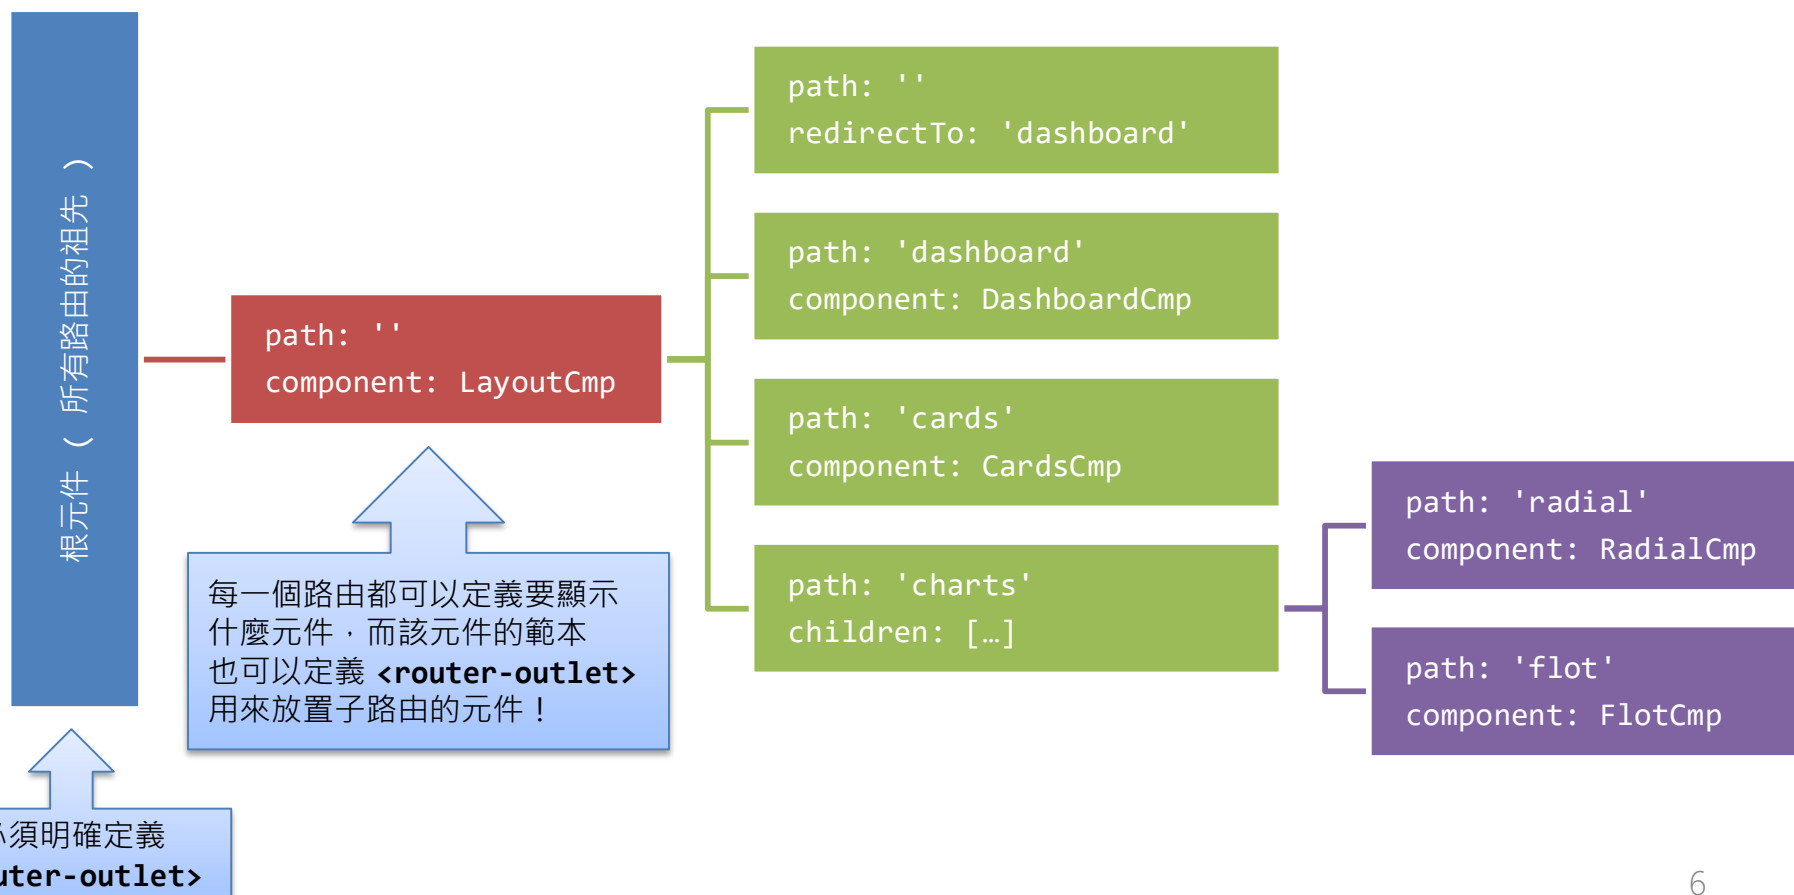 根元件（所有路由的祖先）
path: ''
component: LayoutCmp
path: ''
redirectTo: 'dashboard'
path: 'dashboard'
component: DashboardCmp
path: 'cards'
component: CardsCmp
path: 'charts'
children: […]
path: 'radial'
component: RadialCmp
path: 'flot'
component: FlotCmp
每一個路由都可以定義要顯示
什麼元件，而該元件的範本
也可以定義 <router-outlet>
用來放置子路由的元件！
必須明確定義
uter-outlet>
6